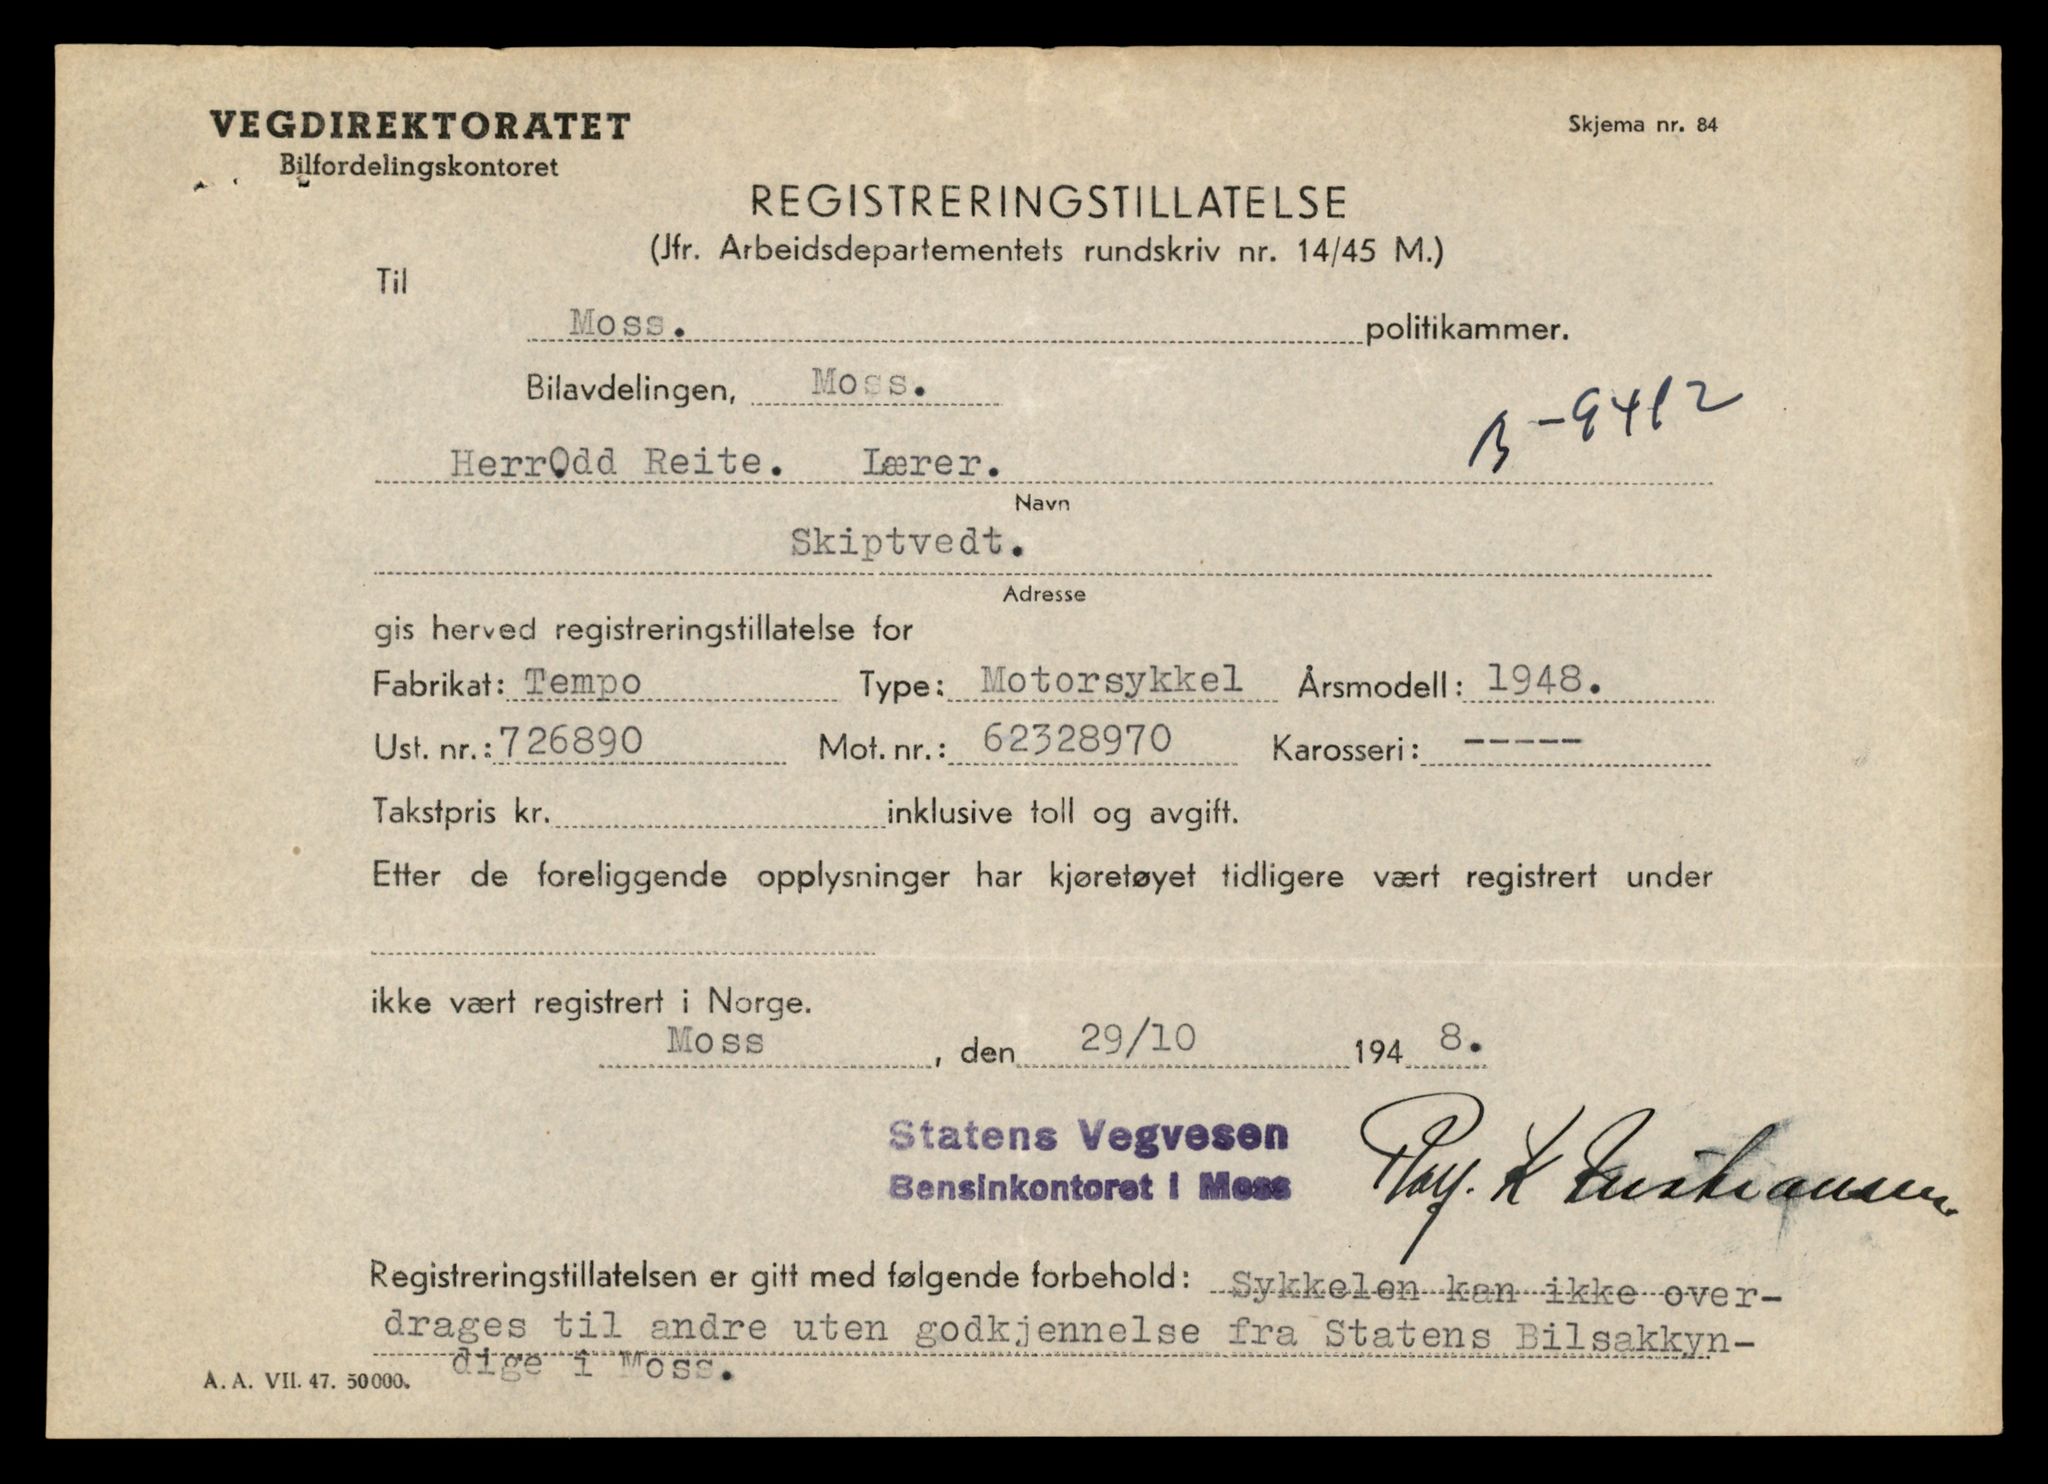 VEGDIREKTORATET
Skjema nr. 84
Bilfordelingskontoret
REGISTRERINGSTILLATELSE
(Jfr. Arbeidsdepartementets rundskriv nr. 14/45 M.)
Til
Moss. politikammer.
Bilavdelingen, Moss.
B-9412
HerrOdd Reite. Lærer.
Navn
Skiptvedt.
Adresse
gis herved registreringstillatelse for
Fabrikat: Tempo Type: Motorsykkel Årsmodell: 1948.
Ust. nr.: 726890 Mot. nr.: 62328970 Karosseri: -----
Takstpris kr. inklusive toll og avgift.
Etter de foreliggende opplysninger har kjøretøyet tidligere vært registrert under
ikke vært registrert i Norge.
Moss, den 29/10 1948.
Statens Vegvesen
Bensinkontoret i Moss
K
Registreringstillatelsen er gitt med følgende forbehold: Sykkelen kan ikke over-
drages til andre uten godkjennelse fra Statens Bilsakkyn-
dige i Moss.
A. A. VII. 47. 50000.